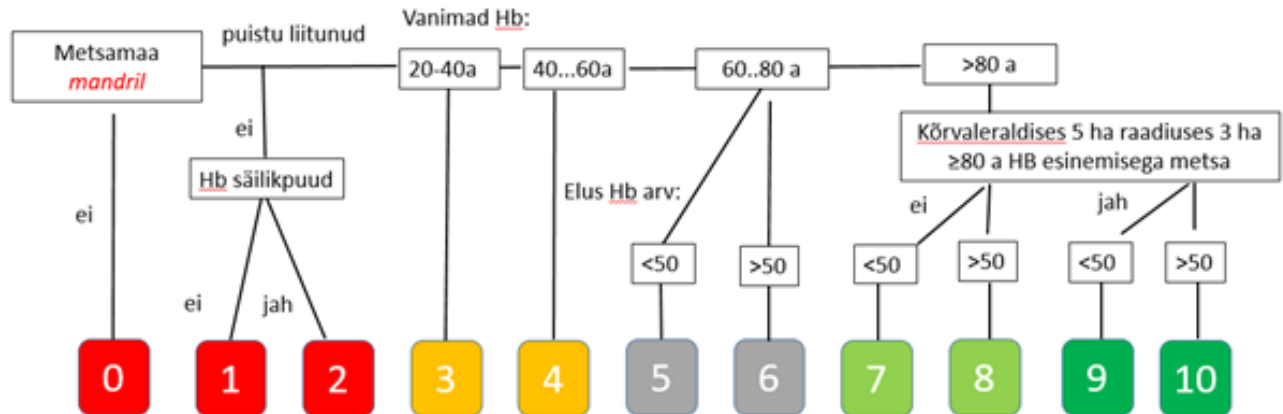 Vanimad Hb:
puistu liitunud
Metsamaa
mandril
20-40a
40...60a
60..80 a
>80 a
ei
Kõrvaleraldises 5 ha raadiuses 3 ha
≥80 a HB esinemisega metsa
Hb säilikpuud
Elus Hb arv:
ei
ei
jah
<50
>50
<50
>50
<50
>50
ei
jah
0
1
2
3
4
5
6
7
8
9
10